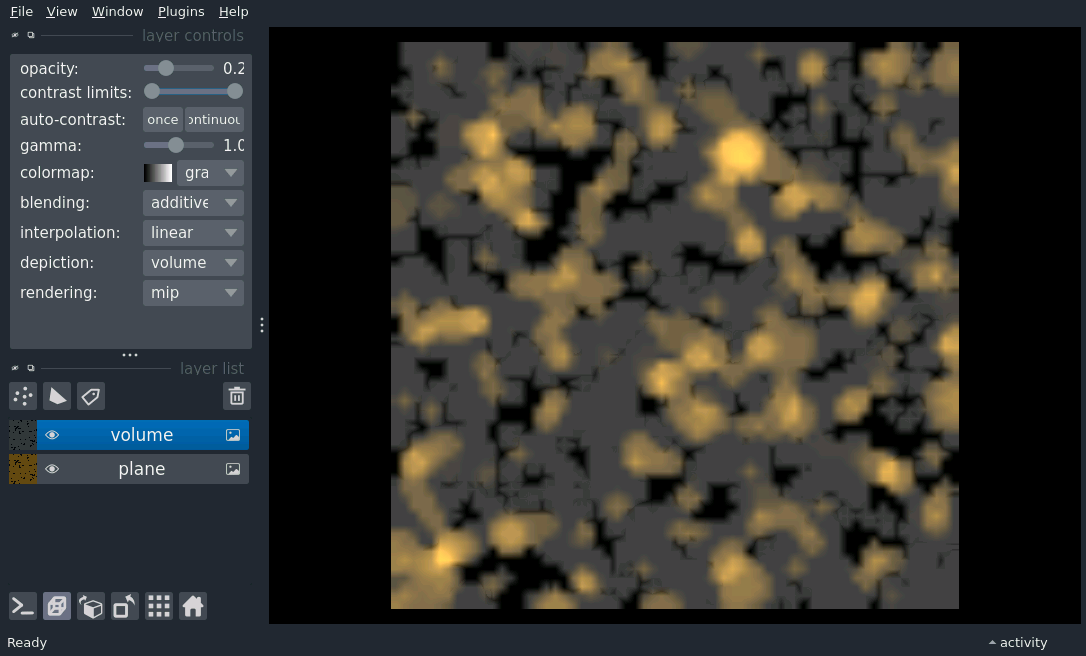 File View Window Plugins Help
layer controls
opacity: 0.2
contrast limits:
auto-contrast: once ontinuou
gamma: 1.0
colormap: gra
blending: additive
interpolation: linear
depiction: volume
rendering: mip
layer list
volume
plane
Ready
activity